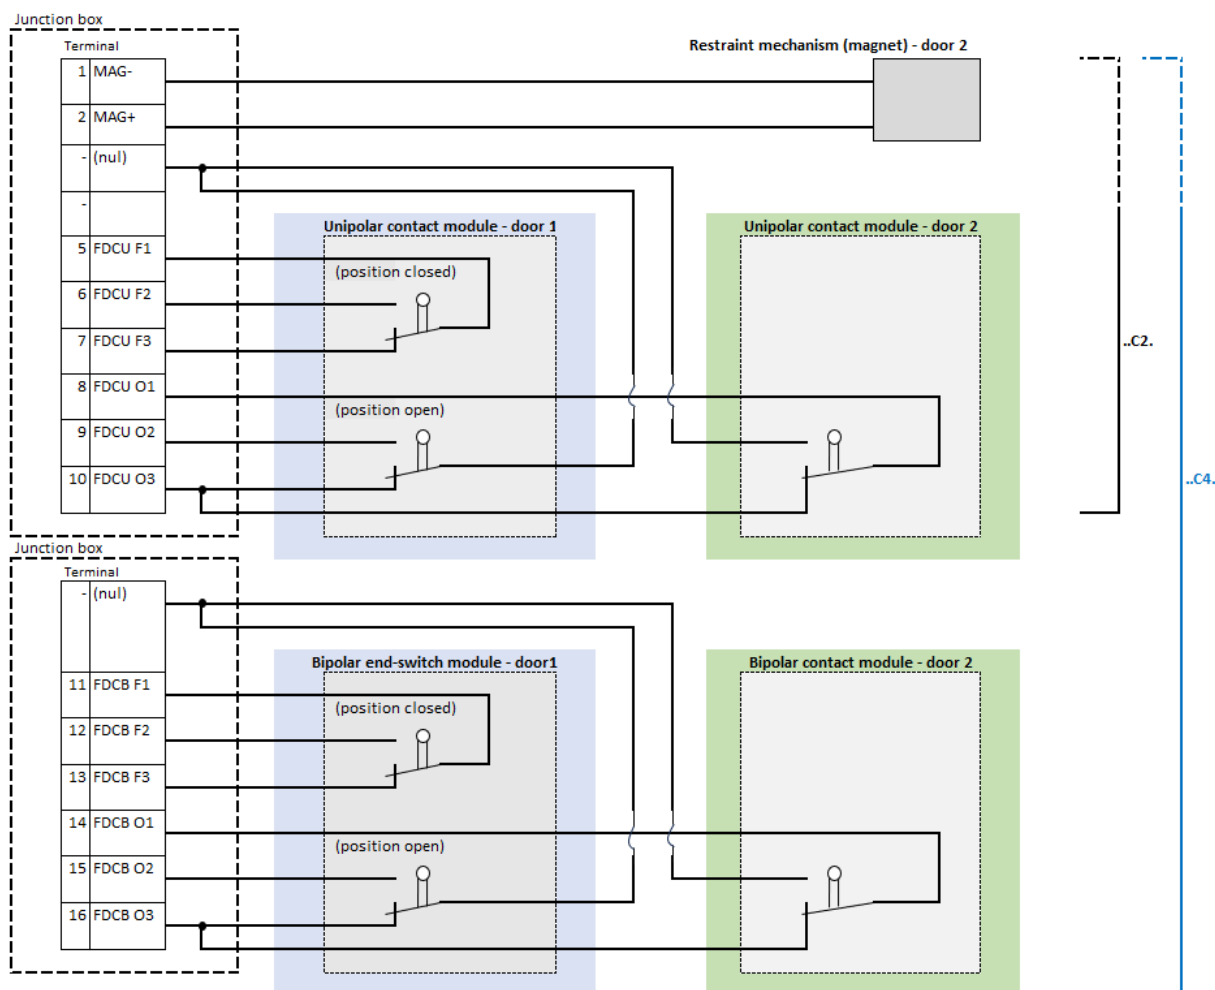 Junction box
Terminal
Restraint mechanism (magnet) - door 2
1 MAG-
2 MAG+
- (nul)
-
Unipolar contact module - door 1
Unipolar contact module - door 2
5 FDCU F1
(position closed)
6 FDCU F2
7 FDCU F3
..C2.
8 FDCU O1
(position open)
9 FDCU O2
10 FDCU O3
..C4.
Junction box
Terminal
- (nul)
Bipolar end-switch module - door1
Bipolar contact module - door 2
11 FDCB F1
(position closed)
12 FDCB F2
13 FDCB F3
14 FDCB O1
(position open)
15 FDCB O2
16 FDCB O3